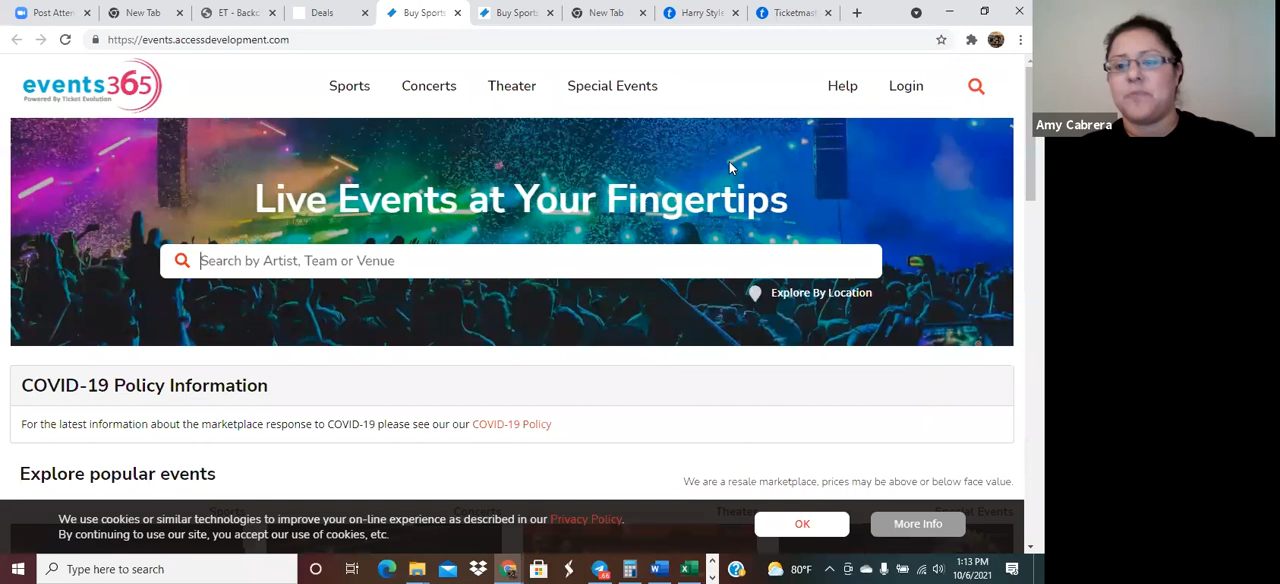 Post Atten
New Tab
ET - Backo
Deals
Buy Sports
Buy Sports
New Tab
Harry Style
Ticketmast
https://events.accessdevelopment.com
events365
Powered By Ticket Evolution
Sports
Concerts
Theater
Special Events
Help
Login
Amy Cabrera
Live Events at Your Fingertips
Search by Artist, Team or Venue
Explore By Location
COVID-19 Policy Information
For the latest information about the marketplace response to COVID-19 please see our our COVID-19 Policy
Explore popular events
We are a resale marketplace, prices may be above or below face value.
Sports
Concerts
Theater
Special Events
We use cookies or similar technologies to improve your on-line experience as described in our Privacy Policy.
By continuing to use our site, you accept our use of cookies, etc.
OK
More Info
Type here to search
80°F
1:13 PM
10/6/2021